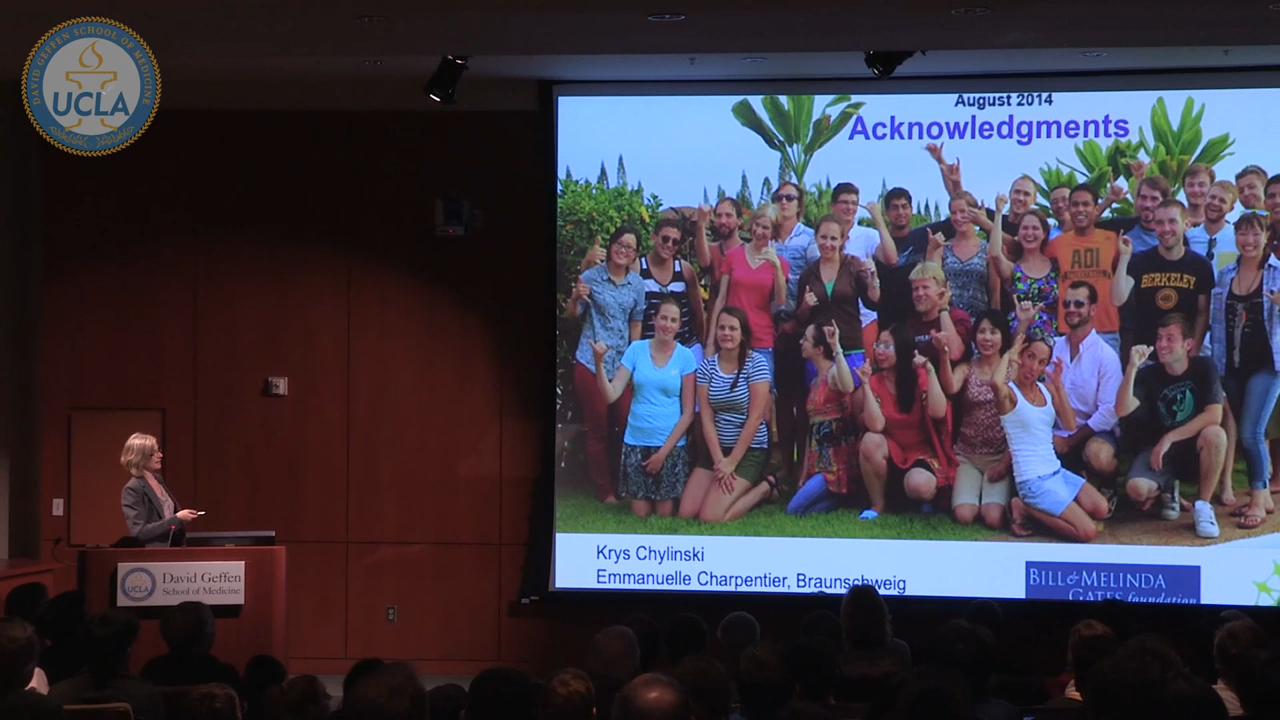 DAVID GEFFEN SCHOOL OF MEDICINE
UCLA
August 2014
Acknowledgments
AOI
BERKELEY
Krys Chylinski
Emmanuelle Charpentier, Braunschweig
BILL & MELINDA
GATES foundation
UCLA
David Geffen
School of Medicine